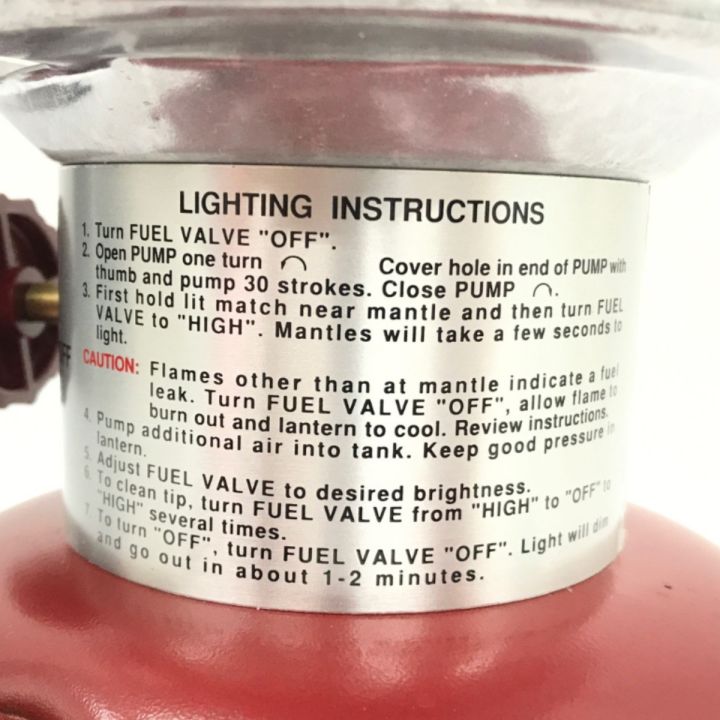 LIGHTING INSTRUCTIONS
1. Turn FUEL VALVE "OFF".
2. Open PUMP one turn Cover hole in end of PUMP with
thumb and pump 30 strokes. Close PUMP .
3. First hold lit match near mantle and then turn FUEL
VALVE to "HIGH". Mantles will take a few seconds to
light.
CAUTION: Flames other than at mantle indicate a fuel
leak. Turn FUEL VALVE "OFF", allow flame to
burn out and lantern to cool. Review instructions.
4. Pump additional air into tank. Keep good pressure in
lantern.
5. Adjust FUEL VALVE to desired brightness.
6. To clean tip, turn FUEL VALVE from "HIGH" to "OFF" to
"HIGH" several times.
7. To turn "OFF", turn FUEL VALVE "OFF". Light will dim
and go out in about 1-2 minutes.